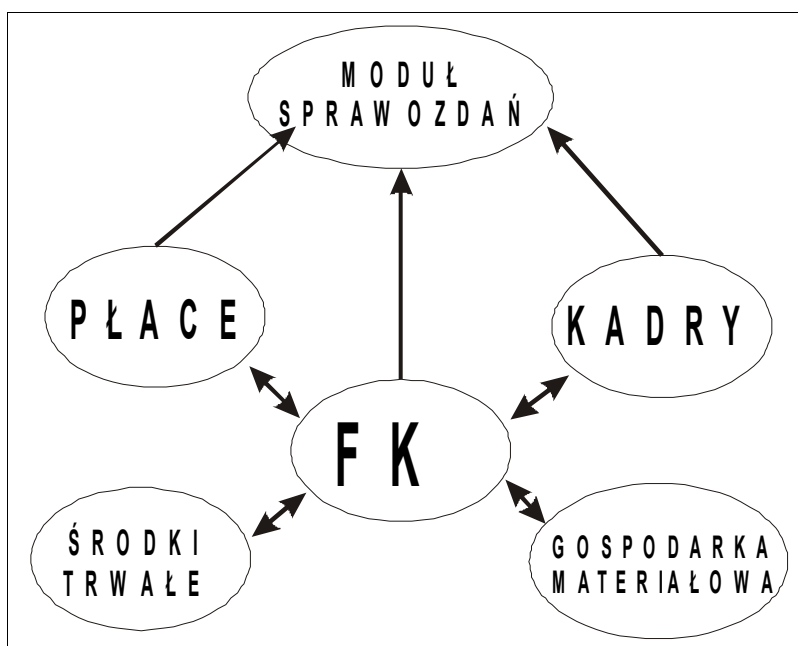 MODUŁ
SPRAWOZDAŃ
PŁACE
KADRY
FK
ŚRODKI
TRWAŁE
GOSPODARKA
MATERIAŁOWA